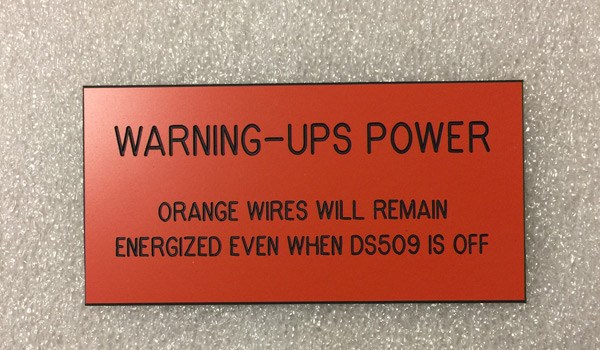 WARNING-UPS POWER
ORANGE WIRES WILL REMAIN
ENERGIZED EVEN WHEN DS509 IS OFF